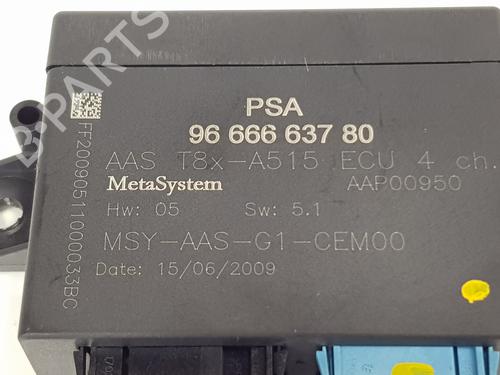 B-PARTS
PSA
96 666 637 80
AAS T8x-A515 ECU 4 ch.
MetaSystem AAP00950
Hw: 05 Sw: 5.1
MSY-AAS-G1-CEM00
Date: 15/06/2009
FF200905110000033BC